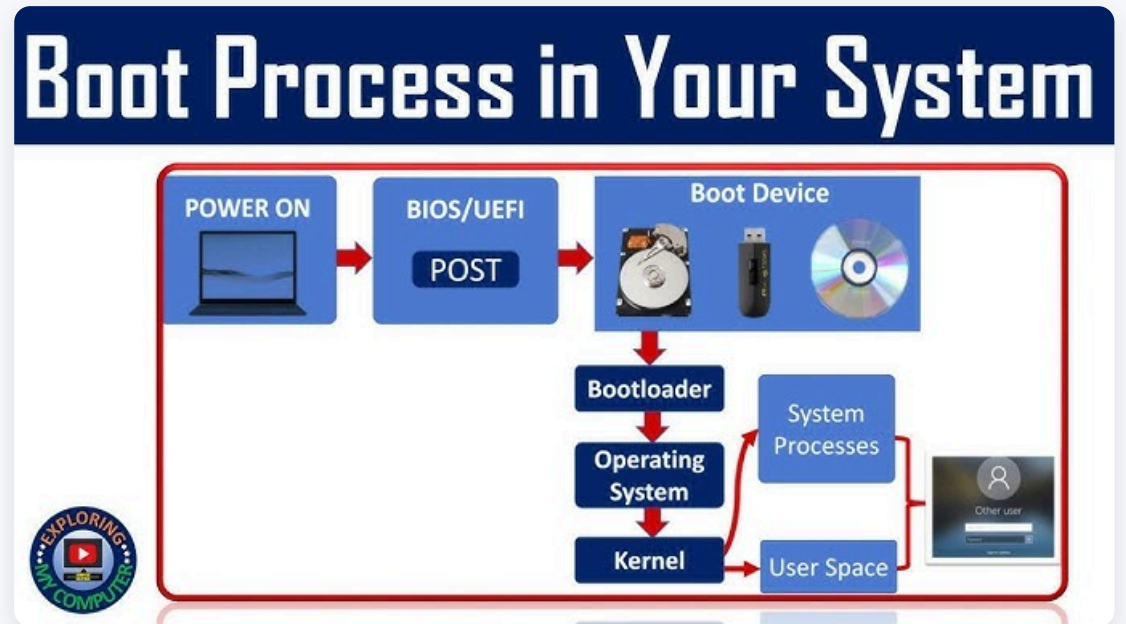 Boot Process in Your System
POWER ON
BIOS/UEFI
POST
Boot Device
Bootloader
Operating
System
Kernel
System
Processes
User Space
Other user
EXPLORING
MY COMPUTER